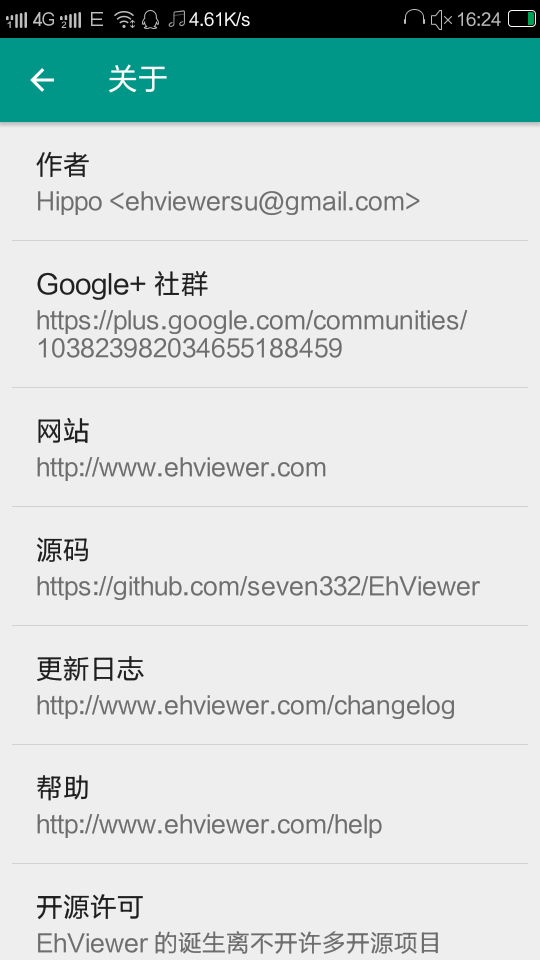 1 4G 2 E 4.61K/s 16:24
关于
作者
Hippo <ehviewersu@gmail.com>
Google+ 社群
https://plus.google.com/communities/
103823982034655188459
网站
http://www.ehviewer.com
源码
https://github.com/seven332/EhViewer
更新日志
http://www.ehviewer.com/changelog
帮助
http://www.ehviewer.com/help
开源许可
EhViewer 的诞生离不开许多开源项目